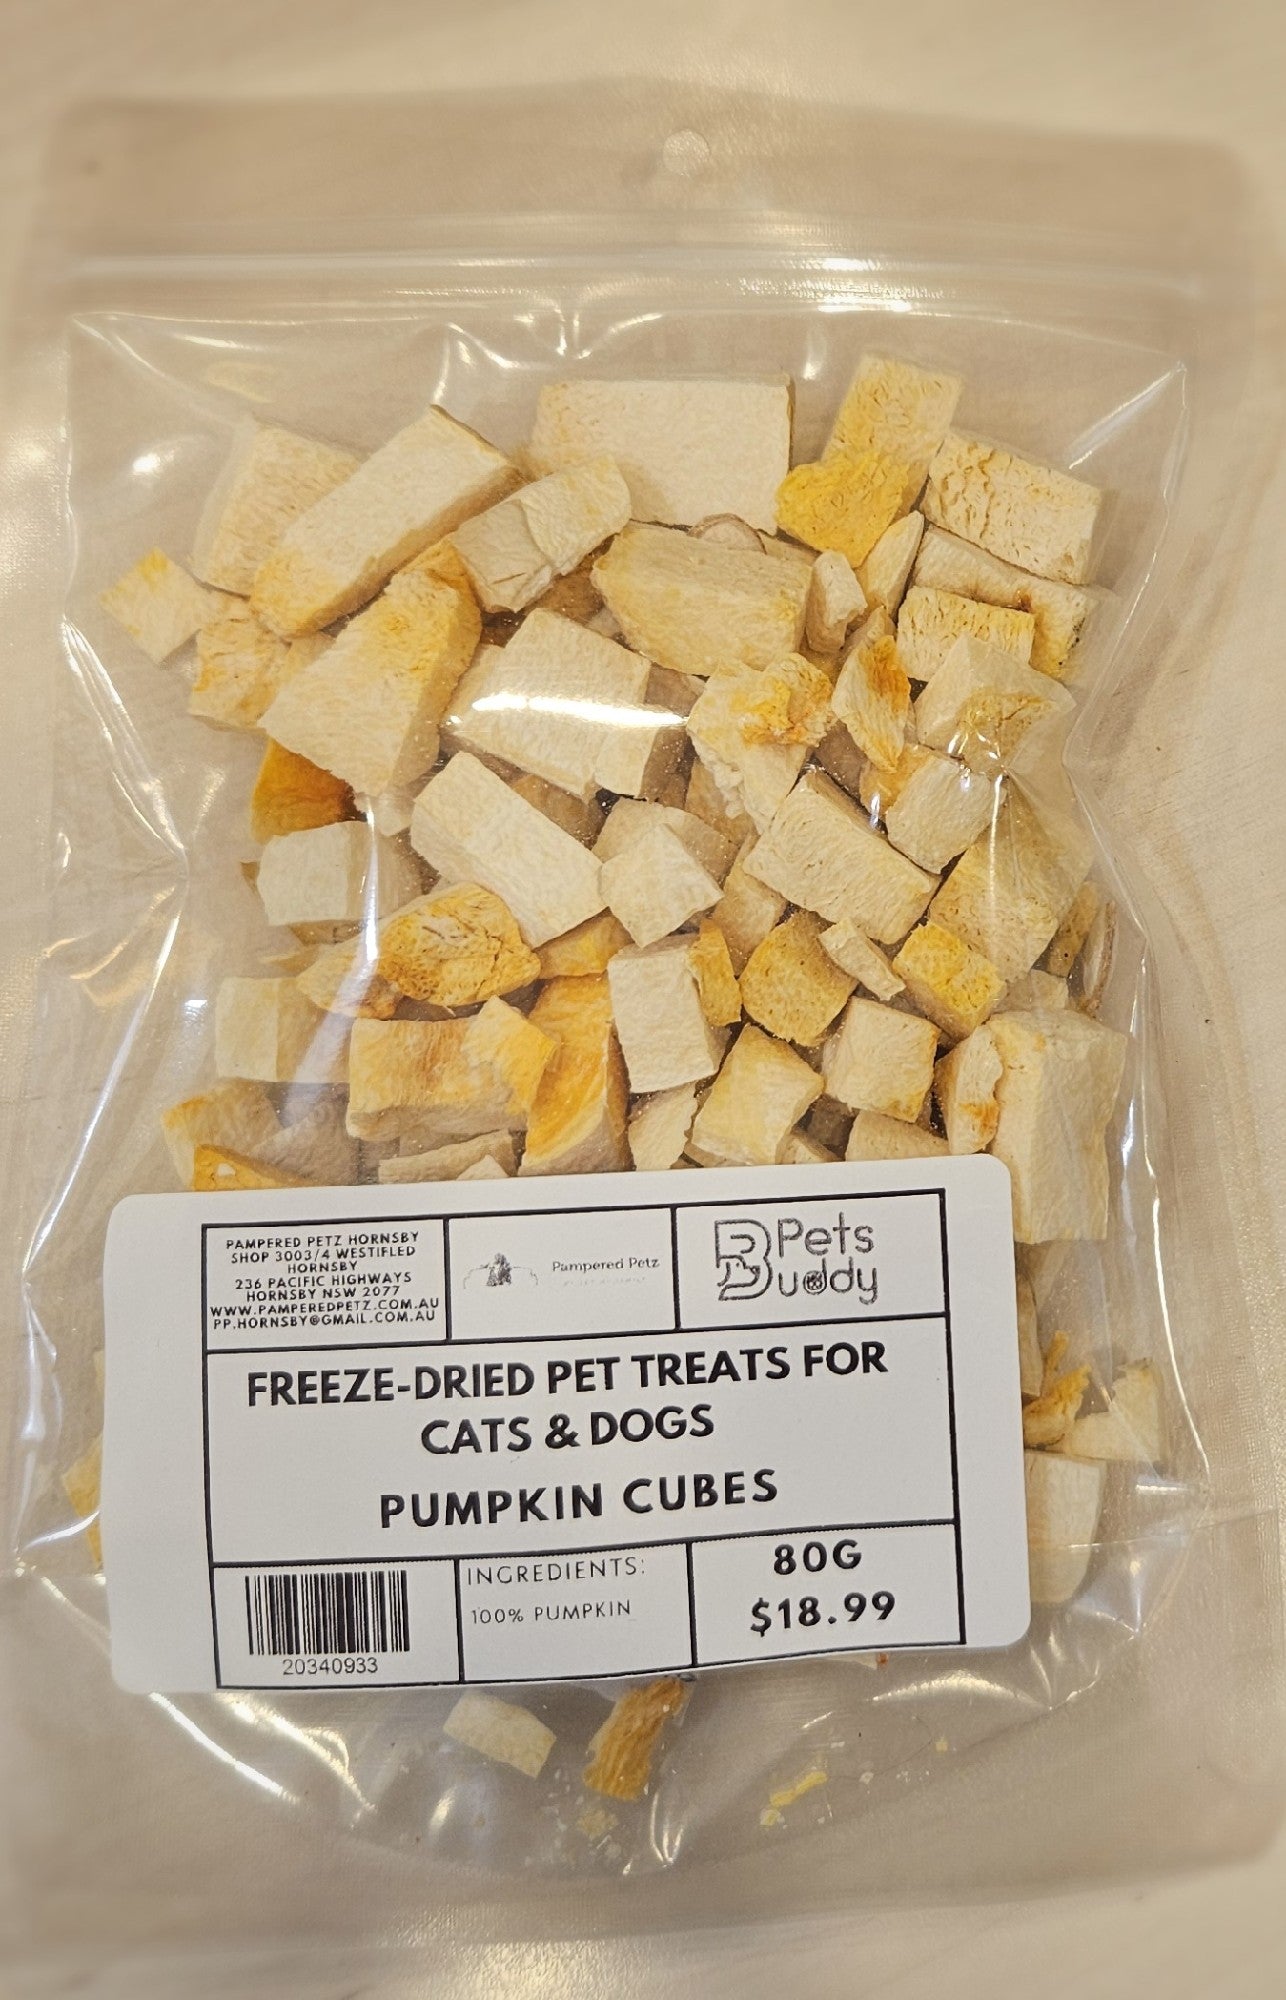 PAMPERED PETZ HORNSBY
SHOP 3003/4 WESTIFLED
HORNSBY
236 PACIFIC HIGHWAYS
HORNSBY NSW 2077
WWW.PAMPEREDPETZ.COM.AU
PP.HORNSBY@GMAIL.COM.AU
Pampered Petz
Pets
Buddy
FREEZE-DRIED PET TREATS FOR
CATS & DOGS
PUMPKIN CUBES
20340933
INGREDIENTS:
100% PUMPKIN
80G
$18.99